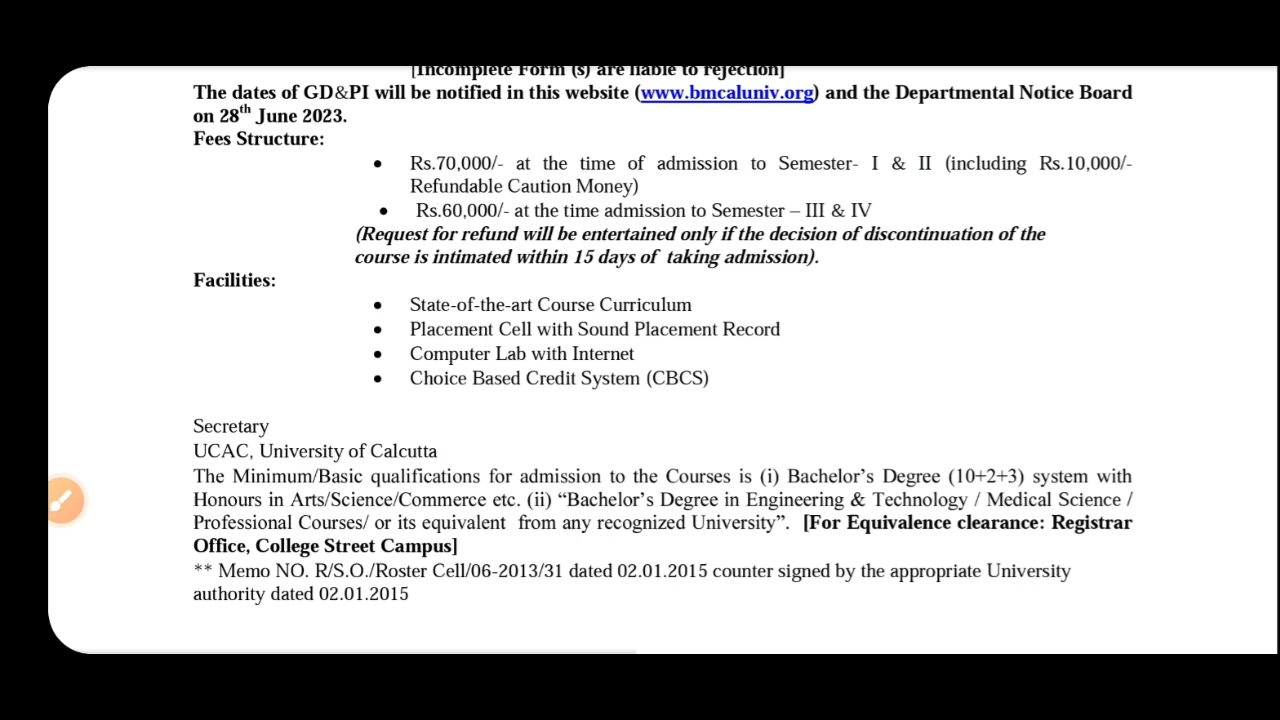 [Incomplete Form (s) are liable to rejection]
The dates of GD&PI will be notified in this website (www.bmcaluniv.org) and the Departmental Notice Board
on 28th June 2023.
Fees Structure:
• Rs.70,000/- at the time of admission to Semester- I & II (including Rs.10,000/-
Refundable Caution Money)
• Rs.60,000/- at the time admission to Semester – III & IV
(Request for refund will be entertained only if the decision of discontinuation of the
course is intimated within 15 days of taking admission).
Facilities:
• State-of-the-art Course Curriculum
• Placement Cell with Sound Placement Record
• Computer Lab with Internet
• Choice Based Credit System (CBCS)
Secretary
UCAC, University of Calcutta
The Minimum/Basic qualifications for admission to the Courses is (i) Bachelor’s Degree (10+2+3) system with
Honours in Arts/Science/Commerce etc. (ii) “Bachelor’s Degree in Engineering & Technology / Medical Science /
Professional Courses/ or its equivalent from any recognized University”. [For Equivalence clearance: Registrar
Office, College Street Campus]
** Memo NO. R/S.O./Roster Cell/06-2013/31 dated 02.01.2015 counter signed by the appropriate University
authority dated 02.01.2015